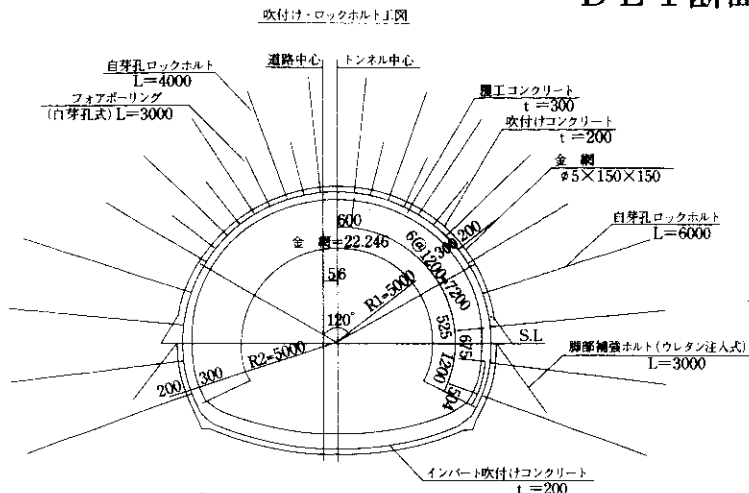 吹付け・ロックボルト工図
道路中心
トンネル中心
自芽孔ロックボルト
L=4000
フォアポーリング
(自芽孔式) L=3000
覆工コンクリート
t =300
吹付けコンクリート
t =200
金 網
φ5×150×150
自芽孔ロックボルト
L=6000
600
金 網=22.246
6@1200=7200
300
200
56
R1=5000
120°
R2=5000
525
675
S.L
脚部補強ボルト(ウレタン注入式)
L=3000
1200
504
200
300
インバート吹付けコンクリート
t =200